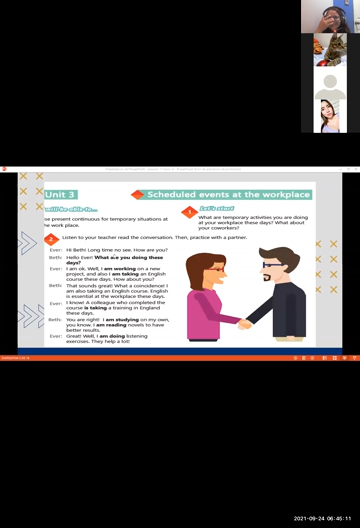 Unit 3
Scheduled events at the workplace
will be able to...
se present continuous for temporary situations at
he work place.
1 Let's start
What are temporary activities you are doing
at your workplace these days? What about
your coworkers?
2 Listen to your teacher read the conversation. Then, practice with a partner.
Ever: Hi Beth! Long time no see. How are you?
Beth: Hello Ever! What are you doing these
days?
Ever: I am ok. Well, I am working on a new
project, and also I am taking an English
course these days. How about you?
Beth: That sounds great! What a coincidence! I
am also taking an English course. English
is essential at the workplace these days.
Ever: I know! A colleague who completed the
course is taking a training in England
these days.
Beth: You are right! I am studying on my own,
you know. I am reading novels to have
better results.
Ever: Great! Well, I am doing listening
exercises. They help a lot!
2021-09-24 06:45:11